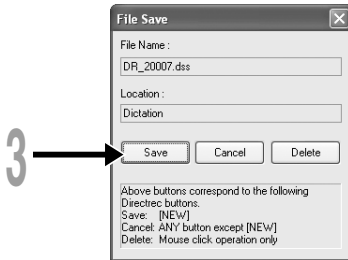 File Save
File Name :
DR_20007.dss
Location :
Dictation
3
Save Cancel Delete
Above buttons correspond to the following
Directrec buttons.
Save: [NEW]
Cancel: ANY button except [NEW]
Delete: Mouse click operation only